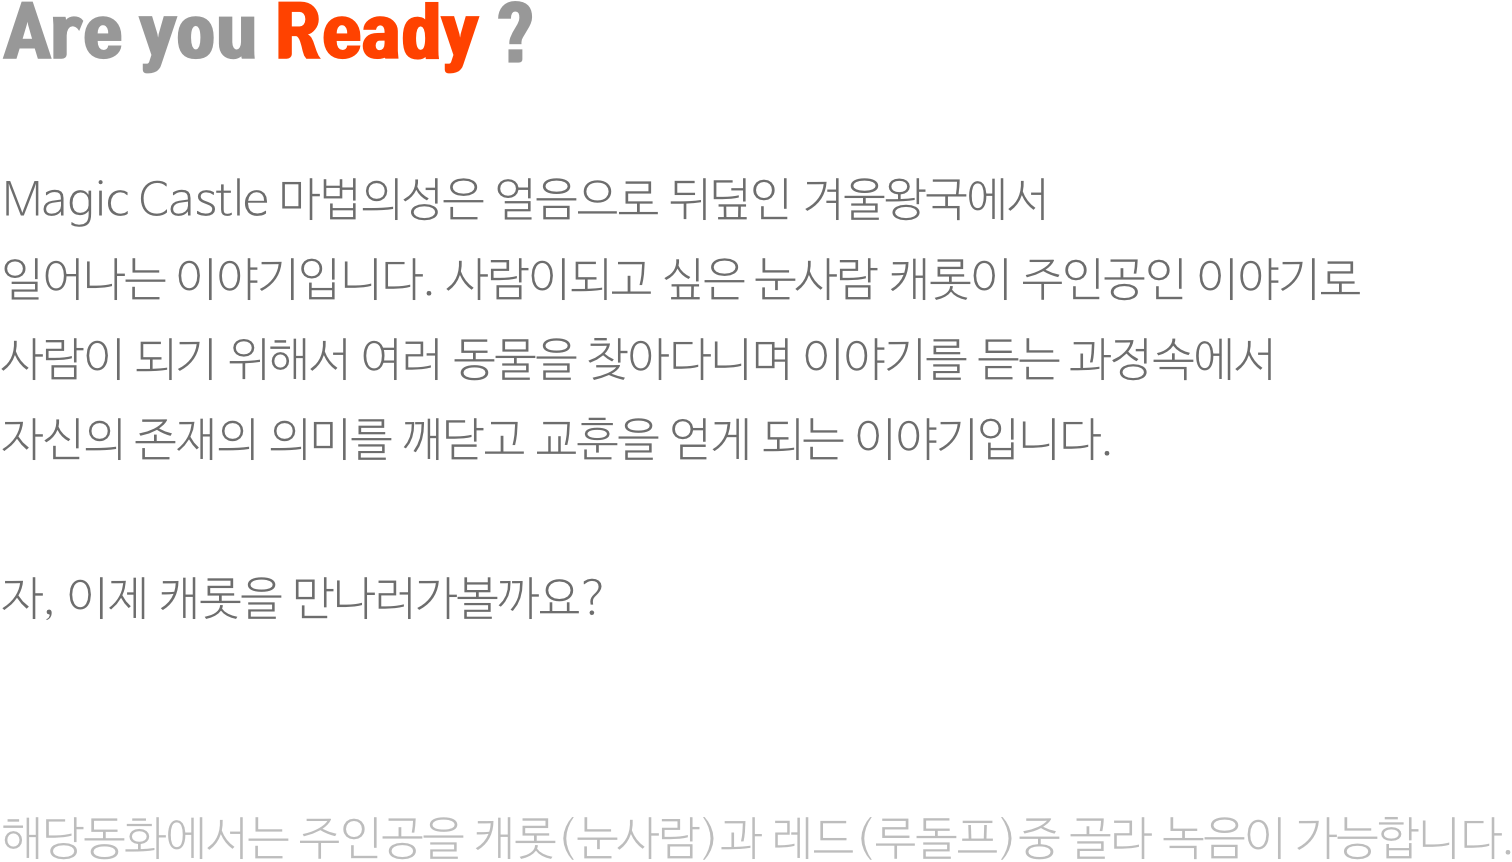 Are you Ready ?
Magic Castle 마법의성은 얼음으로 뒤덮인 겨울왕국에서
일어나는 이야기입니다. 사람이되고 싶은 눈사람 캐롯이 주인공인 이야기로
사람이 되기 위해서 여러 동물을 찾아다니며 이야기를 듣는 과정속에서
자신의 존재의 의미를 깨닫고 교훈을 얻게 되는 이야기입니다.
자, 이제 캐롯을 만나러가볼까요?
해당동화에서는 주인공을 캐롯(눈사람)과 레드(루돌프)중 골라 녹음이 가능합니다.